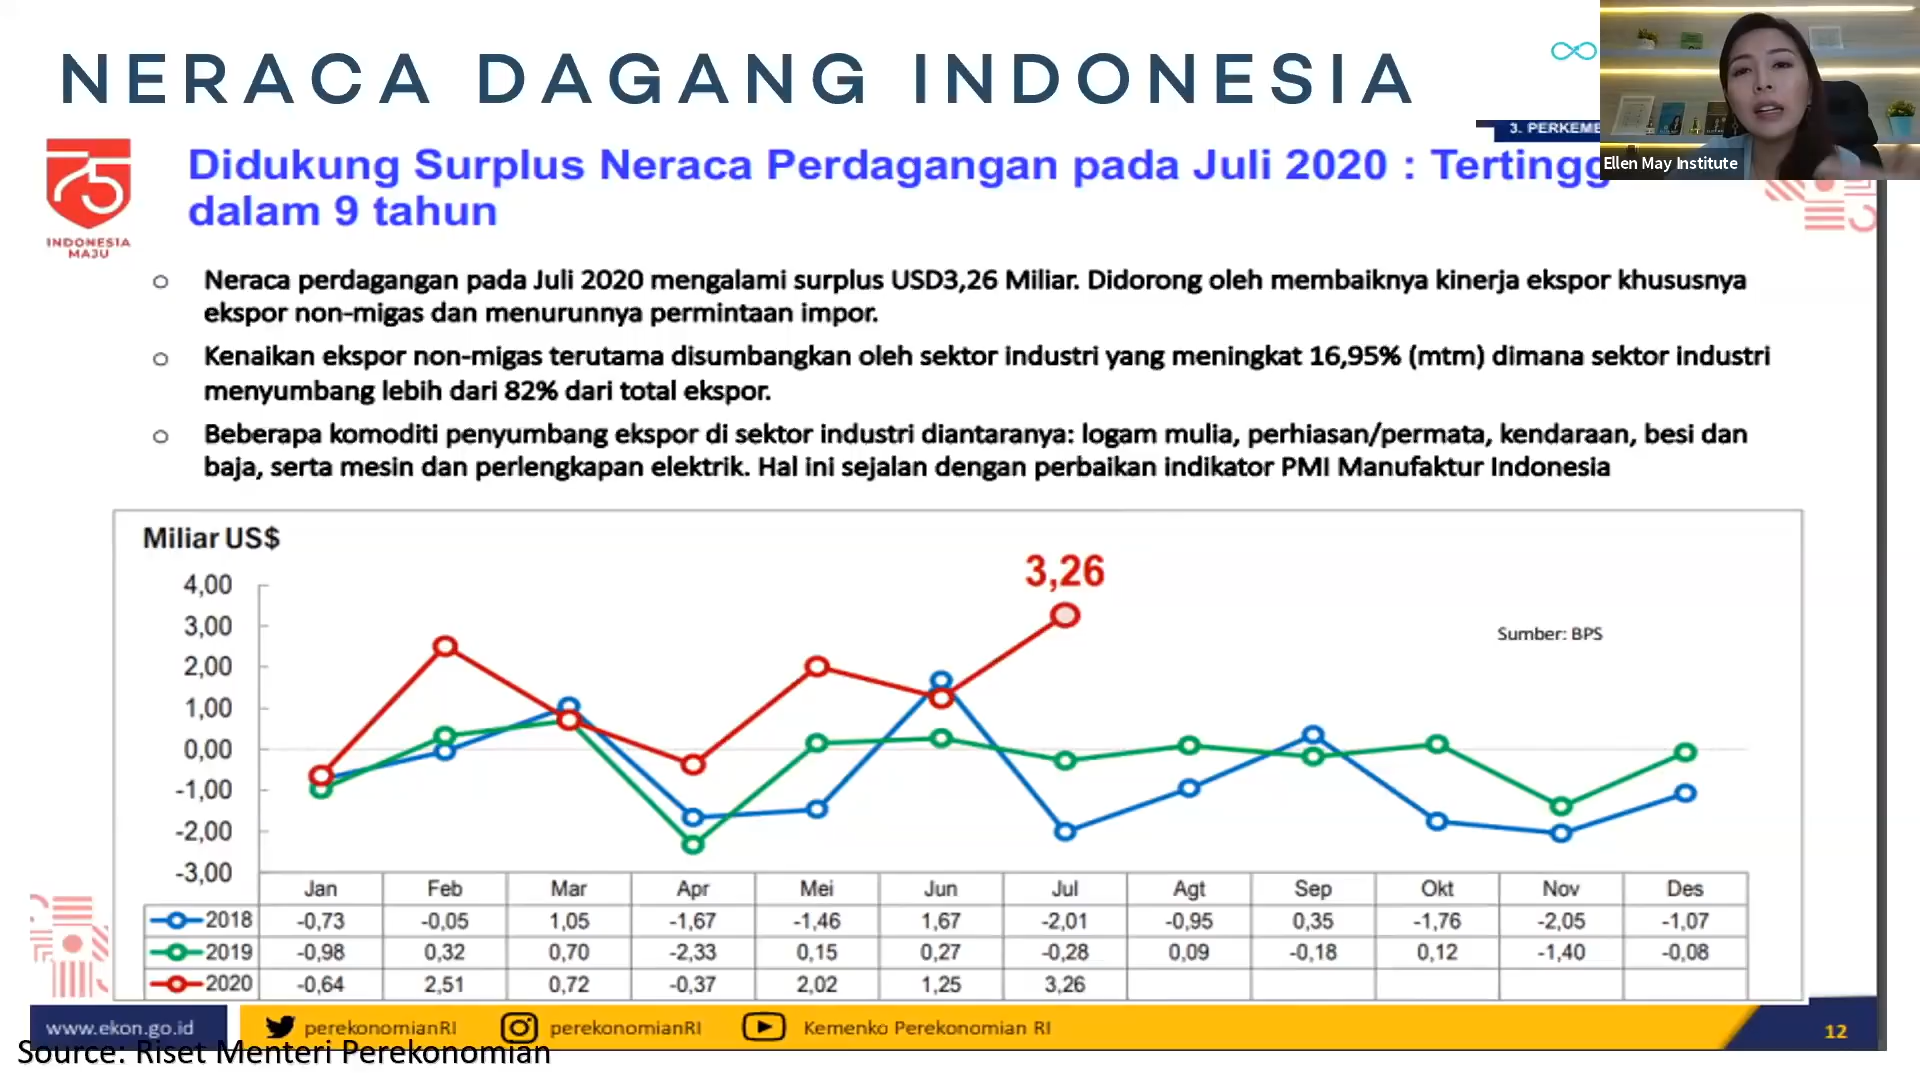 NERACA DAGANG INDONESIA
3. PERKEME
Ellen May Institute
75
INDONESIA
MAJU
Didukung Surplus Neraca Perdagangan pada Juli 2020 : Tertingg
dalam 9 tahun
Neraca perdagangan pada Juli 2020 mengalami surplus USD3,26 Miliar. Didorong oleh membaiknya kinerja ekspor khususnya
ekspor non-migas dan menurunnya permintaan impor.
Kenaikan ekspor non-migas terutama disumbangkan oleh sektor industri yang meningkat 16,95% (mtm) dimana sektor industri
menyumbang lebih dari 82% dari total ekspor.
Beberapa komoditi penyumbang ekspor di sektor industri diantaranya: logam mulia, perhiasan/permata, kendaraan, besi dan
baja, serta mesin dan perlengkapan elektrik. Hal ini sejalan dengan perbaikan indikator PMI Manufaktur Indonesia
Miliar US$
3,26
4,00
3,00
2,00
1,00
0,00
-1,00
-2,00
-3,00
Sumber: BPS
Jan Feb Mar Apr Mei Jun Jul Agt Sep Okt Nov Des
2018 -0,73 -0,05 1,05 -1,67 -1,46 1,67 -2,01 -0,95 0,35 -1,76 -2,05 -1,07
2019 -0,98 0,32 0,70 -2,33 0,15 0,27 -0,28 0,09 -0,18 0,12 -1,40 -0,08
2020 -0,64 2,51 0,72 -0,37 2,02 1,25 3,26
www.ekon.go.id perekonomianRI perekonomianRI Kemenko Perekonomian RI 12
Source: Riset Menteri Perekonomian